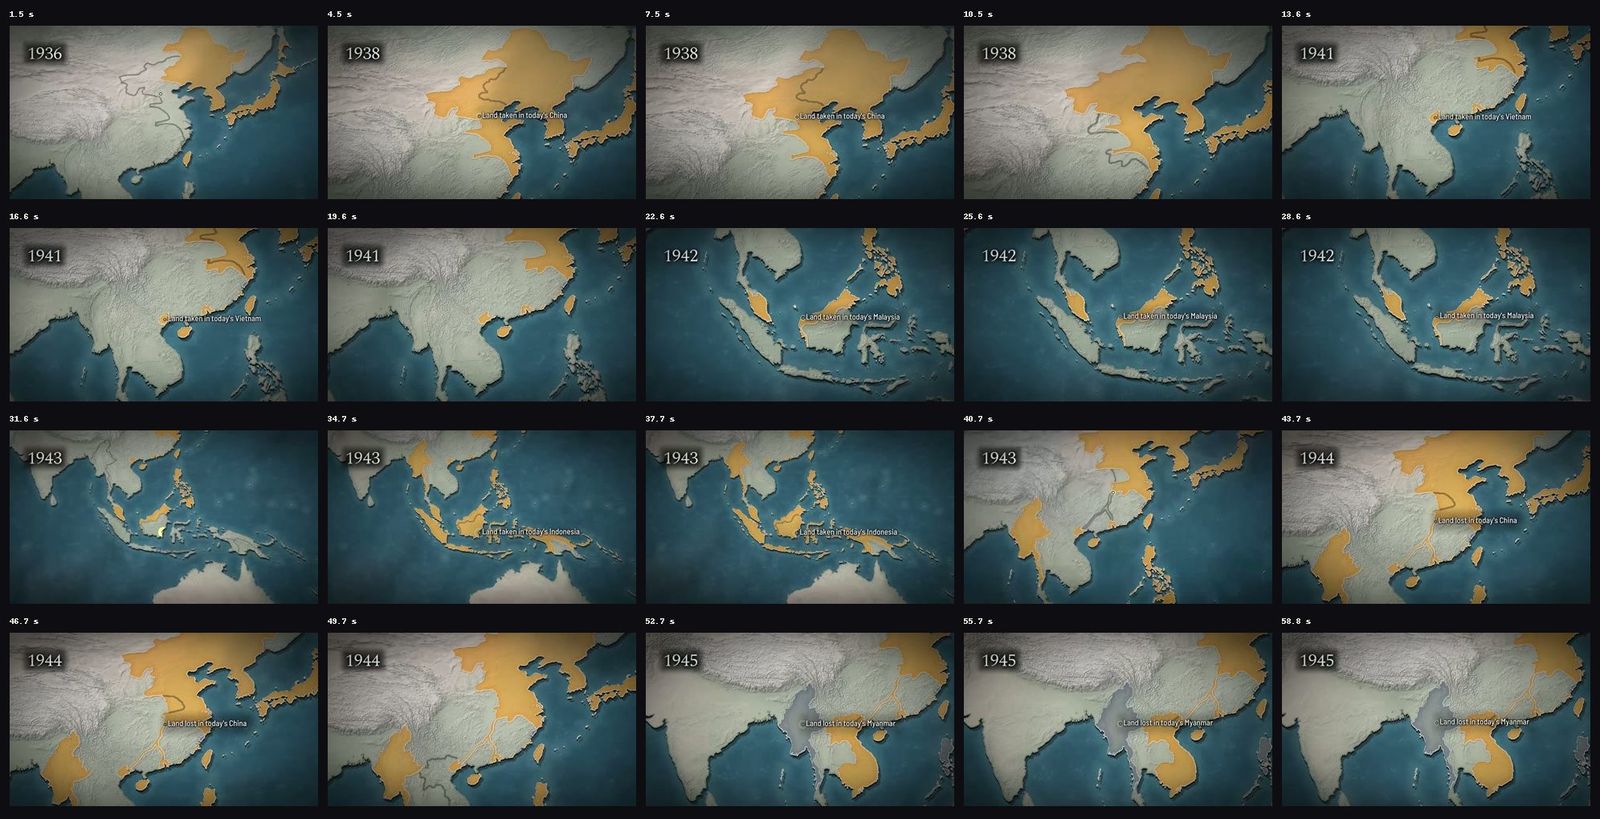 1.5 s
4.5 s
7.5 s
10.5 s
13.6 s
1936
1938
Land taken in today's China
1938
Land taken in today's China
1938
1941
Land taken in today's Vietnam
16.6 s
19.6 s
22.6 s
25.6 s
28.6 s
1941
Land taken in today's Vietnam
1941
1942
Land taken in today's Malaysia
1942
Land taken in today's Malaysia
1942
Land taken in today's Malaysia
31.6 s
34.7 s
37.7 s
40.7 s
43.7 s
1943
1943
Land taken in today's Indonesia
1943
Land taken in today's Indonesia
1943
1944
Land lost in today's China
46.7 s
49.7 s
52.7 s
55.7 s
58.8 s
1944
Land lost in today's China
1944
1945
Land lost in today's Myanmar
1945
Land lost in today's Myanmar
1945
Land lost in today's Myanmar